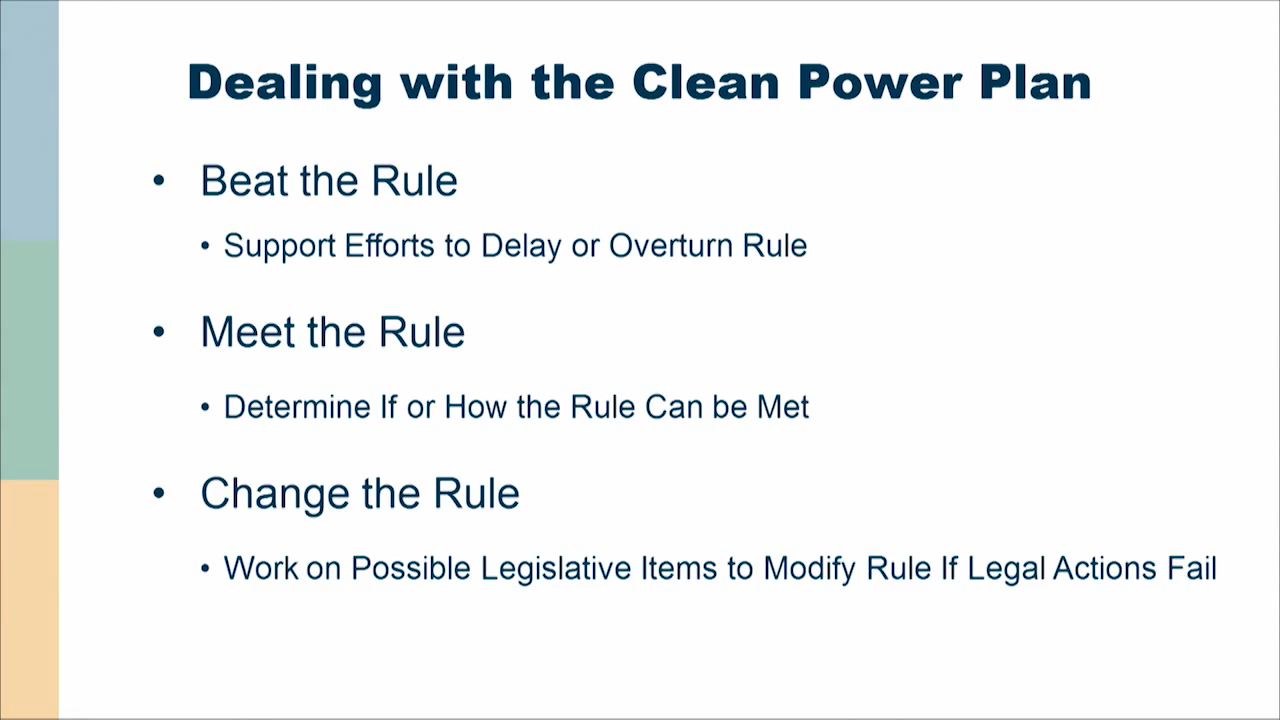 Dealing with the Clean Power Plan
• Beat the Rule
• Support Efforts to Delay or Overturn Rule
• Meet the Rule
• Determine If or How the Rule Can be Met
• Change the Rule
• Work on Possible Legislative Items to Modify Rule If Legal Actions Fail